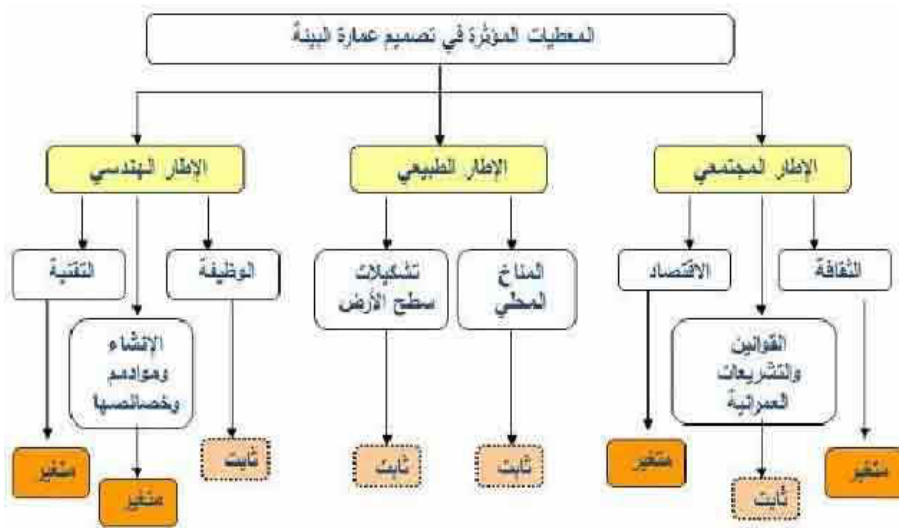 المعطيات المؤثرة في تصميم عمارة البيئة
الإطار المجتمعي
الإطار الطبيعي
الإطار الهندسي
الثقافة
الاقتصاد
المناخ
المحلي
تشكيلات
سطح الأرض
الوظيفة
التقنية
القوانين
والتشريعات
العمرانية
الإنشاء
وموادهم
وخصائصها
متغير
ثابت
متغير
ثابت
ثابت
ثابت
متغير
متغير